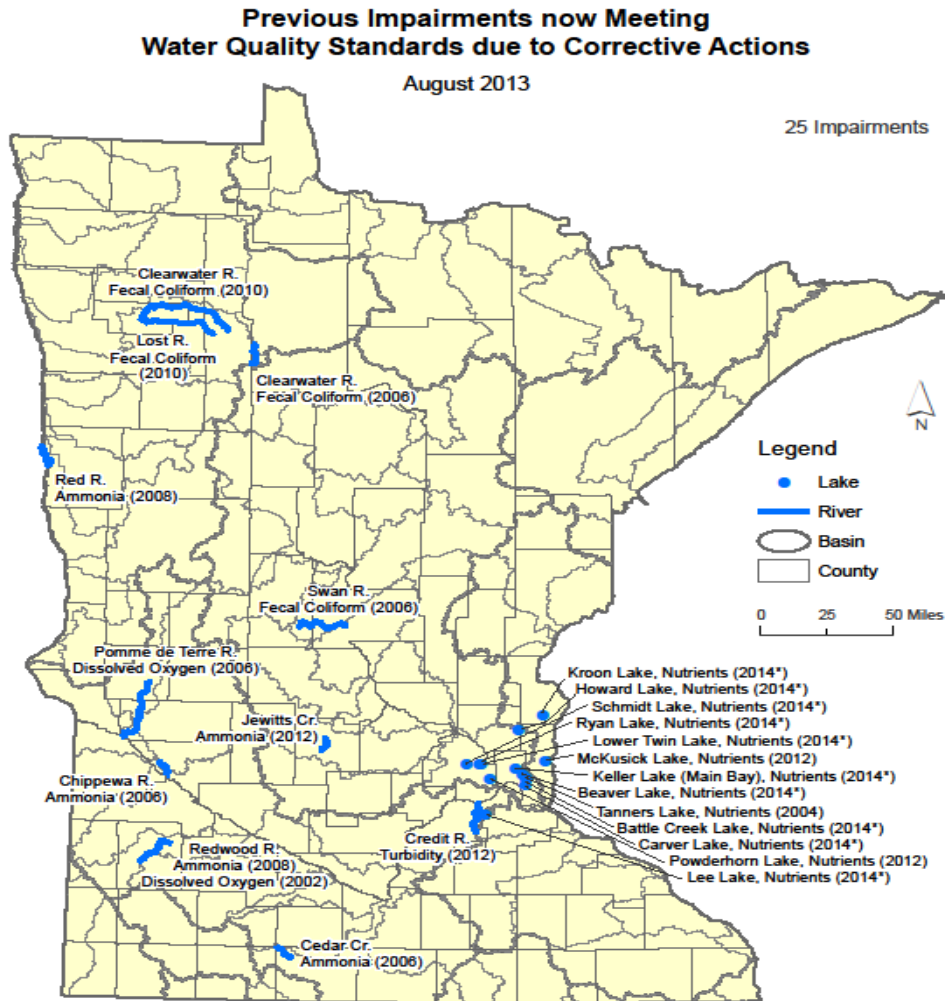 Previous Impairments now Meeting
Water Quality Standards due to Corrective Actions
August 2013
25 Impairments
Clearwater R.
Fecal Coliform (2010)
Lost R.
Fecal Coliform
(2010)
Clearwater R.
Fecal Coliform (2006)
N
Red R.
Ammonia (2008)
Legend
Lake
River
Basin
County
0 25 50 Miles
Swan R.
Fecal Coliform (2006)
Pomme de Terre R.
Dissolved Oxygen (2006)
Jewitts Cr.
Ammonia (2012)
Chippewa R.
Ammonia (2006)
Redwood R.
Ammonia (2008)
Dissolved Oxygen (2002)
Credit R.
Turbidity (2012)
Cedar Cr.
Ammonia (2006)
Kroon Lake, Nutrients (2014*)
Howard Lake, Nutrients (2014*)
Schmidt Lake, Nutrients (2014*)
Ryan Lake, Nutrients (2014*)
Lower Twin Lake, Nutrients (2014*)
McKusick Lake, Nutrients (2012)
Keller Lake (Main Bay), Nutrients (2014*)
Beaver Lake, Nutrients (2014*)
Tanners Lake, Nutrients (2004)
Battle Creek Lake, Nutrients (2014*)
Carver Lake, Nutrients (2014*)
Powderhorn Lake, Nutrients (2012)
Lee Lake, Nutrients (2014*)